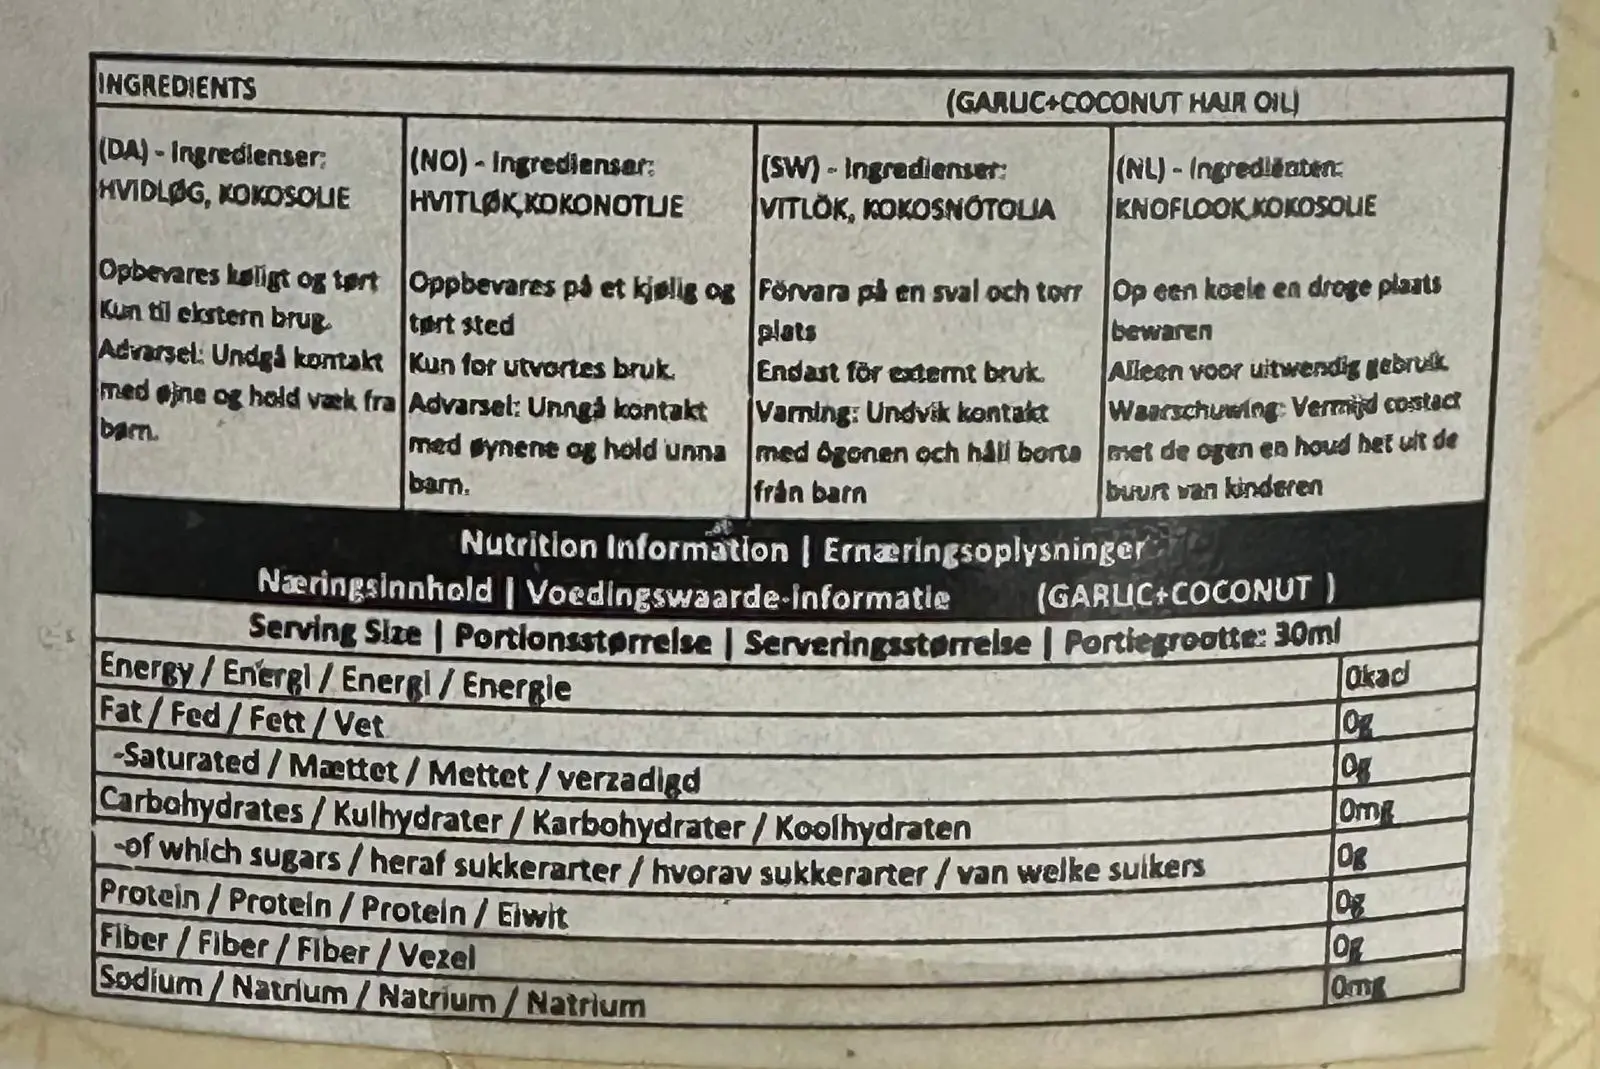 INGREDIENTS
(GARLIC+COCONUT HAIR OIL)
(DA) - Ingredienser:
HVIDLØG, KOKOSOLIE
Opbevares køligt og tørt
Kun til ekstern brug.
Advarsel: Undgå kontakt
med øjne og hold væk fra
barn.
(NO) - Ingredienser:
HVITLØK,KOKONOTLJE
Oppbevares på et kjølig og
tørt sted
Kun for utvortes bruk.
Advarsel: Unngå kontakt
med øynene og hold unna
barn.
(SW) - Ingredienser:
VITLÖK, KOKOSNÖTOLJA
Förvara på en sval och torr
plats
Endast för externt bruk.
Varning: Undvik kontakt
med ögonen och håll borta
från barn
(NL) - Ingrediënten:
KNOFLOOK,KOKOSOLIE
Op een koele en droge plaats
bewaren
Alleen voor uitwendig gebruik
Waarschuwing: Vermijd contact
met de ogen en houd het uit de
buurt van kinderen
Nutrition Information | Ernæringsoplysninger
Næringsinnhold | Voedingswaarde-informatie (GARLIC+COCONUT )
Serving Size | Portionsstørrelse | Serveringsstørrelse | Portiegrootte: 30ml
Energy / Energi / Energi / Energie 0kad
Fat / Fed / Fett / Vet 0g
-Saturated / Mættet / Mettet / verzadigd 0g
Carbohydrates / Kulhydrater / Karbohydrater / Koolhydraten 0mg
-of which sugars / heraf sukkerarter / hvorav sukkerarter / van welke suikers 0g
Protein / Protein / Protein / Eiwit 0g
Fiber / Fiber / Fiber / Vezel 0g
Sodium / Natrium / Natrium / Natrium 0mg